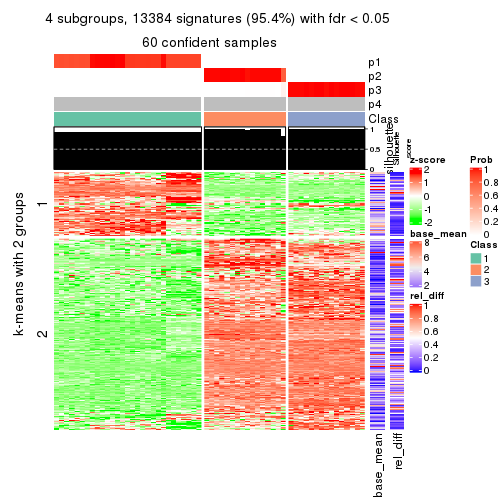 4 subgroups, 13384 signatures (95.4%) with fdr < 0.05
60 confident samples
p1
p2
p3
p4
Class
1
0.5
0
silhouette
Silhouette
score
k-means with 2 groups
1
2
base_mean
rel_diff
z-score
2
1
0
-1
-2
base_mean
8
6
4
2
rel_diff
1
0.8
0.6
0.4
0.2
0
Prob
1
0.8
0.6
0.4
0.2
0
Class
1
2
3